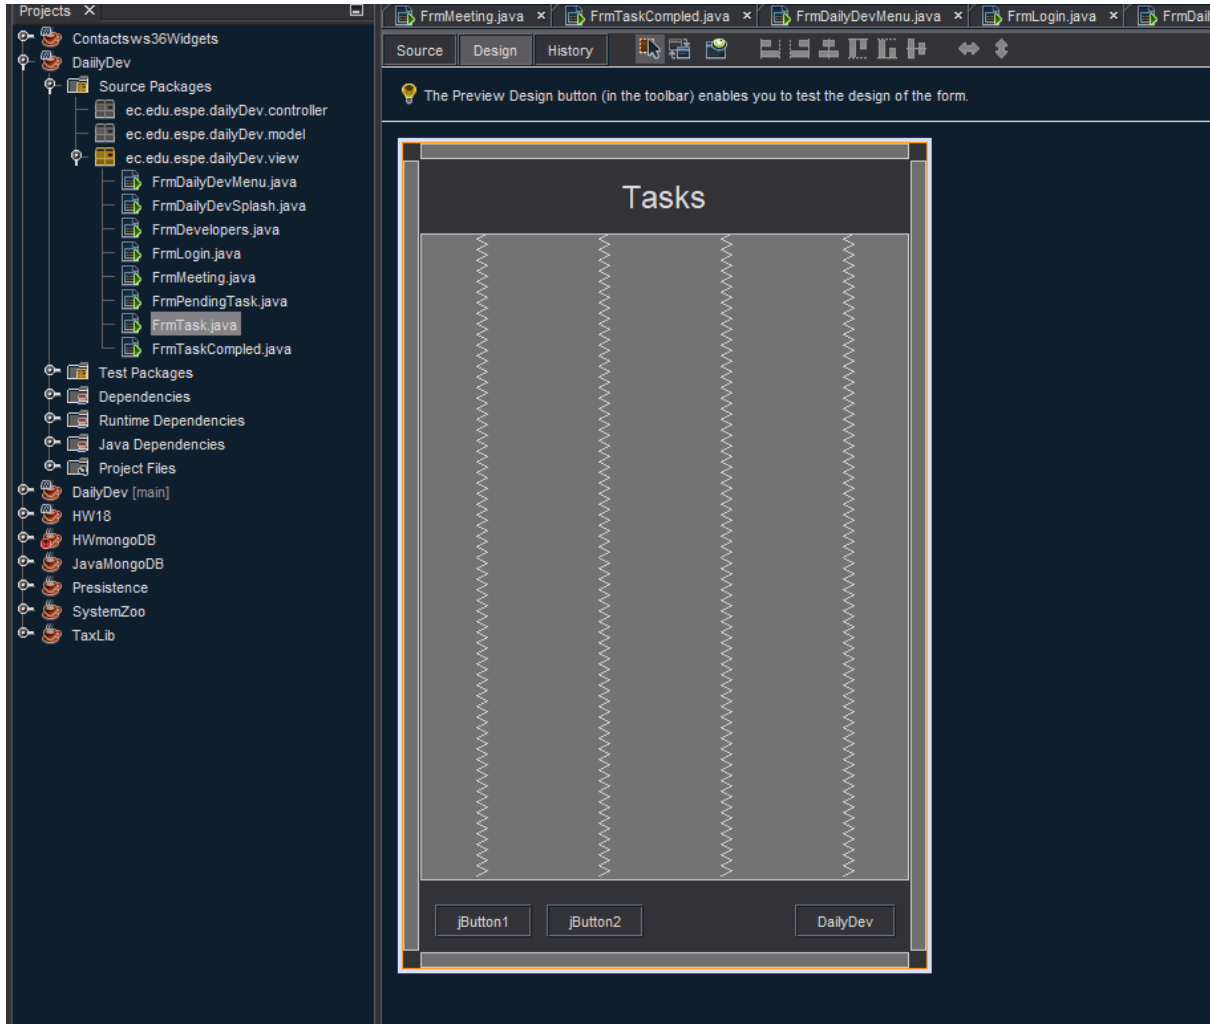 Projects ×
Contactsws36Widgets
DailyDev
Source Packages
ec.edu.espe.dailyDev.controller
ec.edu.espe.dailyDev.model
ec.edu.espe.dailyDev.view
FrmDailyDevMenu.java
FrmDailyDevSplash.java
FrmDevelopers.java
FrmLogin.java
FrmMeeting.java
FrmPendingTask.java
FrmTask.java
FrmTaskCompled.java
Test Packages
Dependencies
Runtime Dependencies
Java Dependencies
Project Files
DailyDev [main]
HW18
HWmongoDB
JavaMongoDB
Presistence
SystemZoo
TaxLib
FrmMeeting.java × FrmTaskCompled.java × FrmDailyDevMenu.java × FrmLogin.java × FrmDail
Source Design History
The Preview Design button (in the toolbar) enables you to test the design of the form.
Tasks
jButton1 jButton2 DailyDev